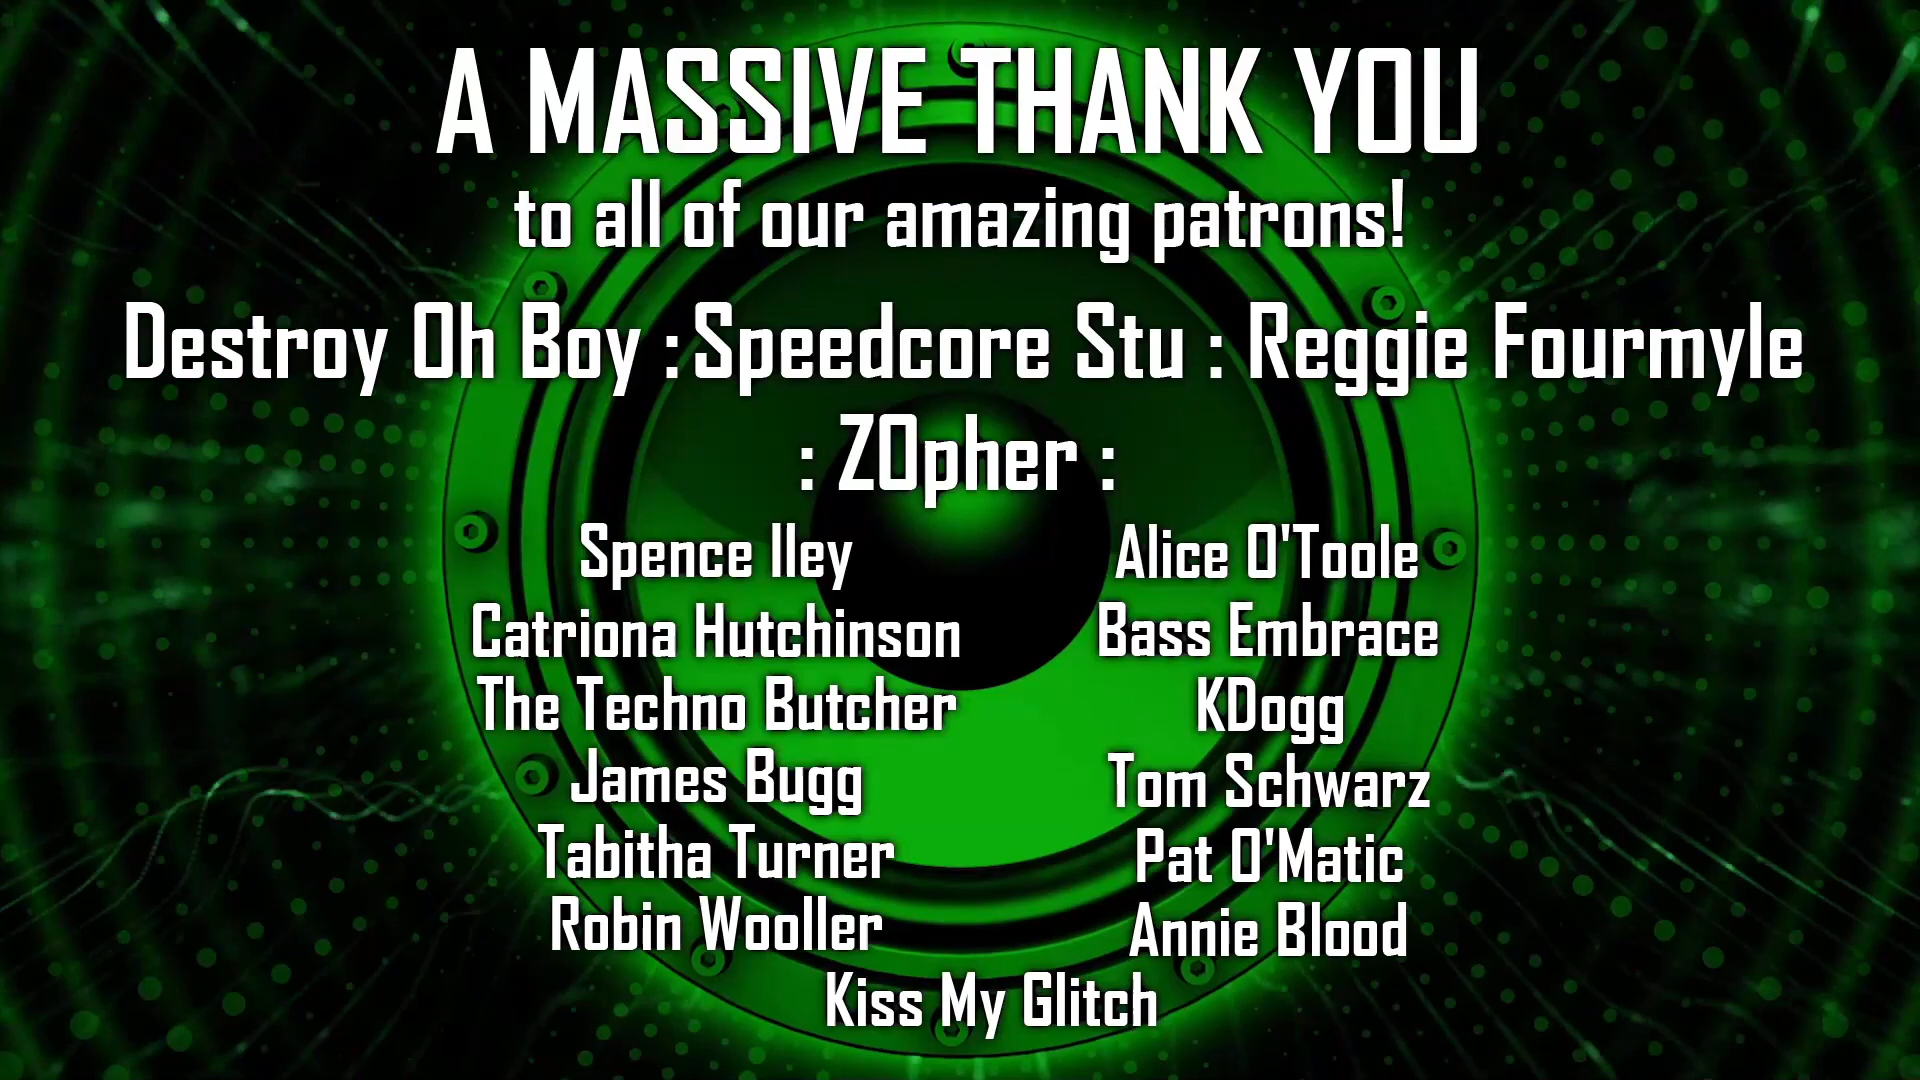 A MASSIVE THANK YOU
to all of our amazing patrons!
Destroy Oh Boy : Speedcore Stu : Reggie Fourmyle
: ZOpher :
Spence Iley
Catriona Hutchinson
The Techno Butcher
James Bugg
Tabitha Turner
Robin Wooller
Alice O'Toole
Bass Embrace
KDogg
Tom Schwarz
Pat O'Matic
Annie Blood
Kiss My Glitch